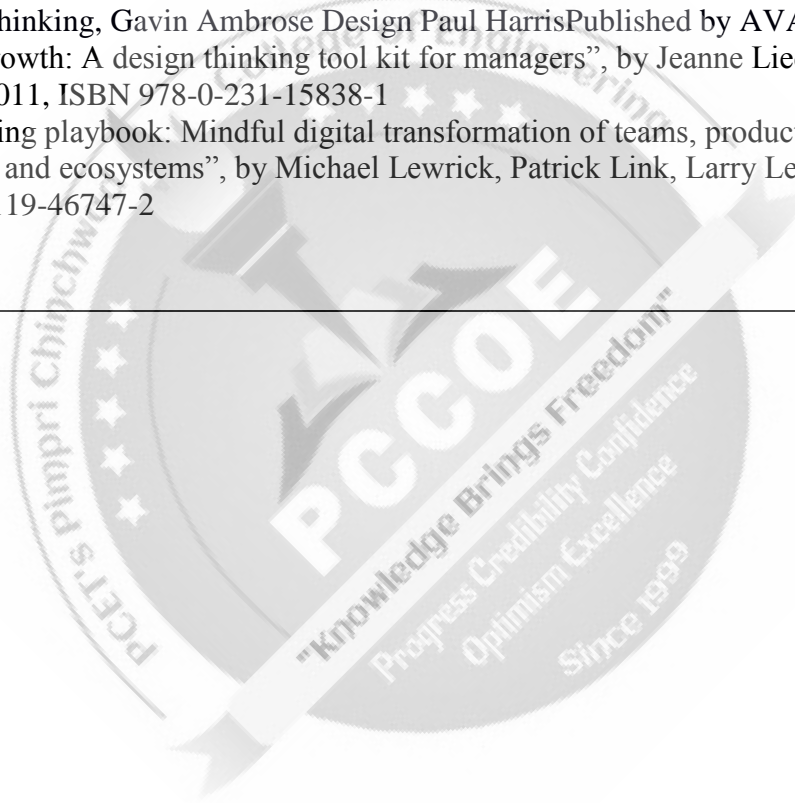 hinking, Gavin Ambrose Design Paul HarrisPublished by AVA
owth: A design thinking tool kit for managers”, by Jeanne Lied
011, ISBN 978-0-231-15838-1
ing playbook: Mindful digital transformation of teams, product
and ecosystems”, by Michael Lewrick, Patrick Link, Larry Le
19-46747-2
PCET's Pimpri Chinchw
College of Engineering
PCCOE
"Knowledge Brings Freedom"
Progress Credibility Confidence
Optimism Excellence
Since 1999